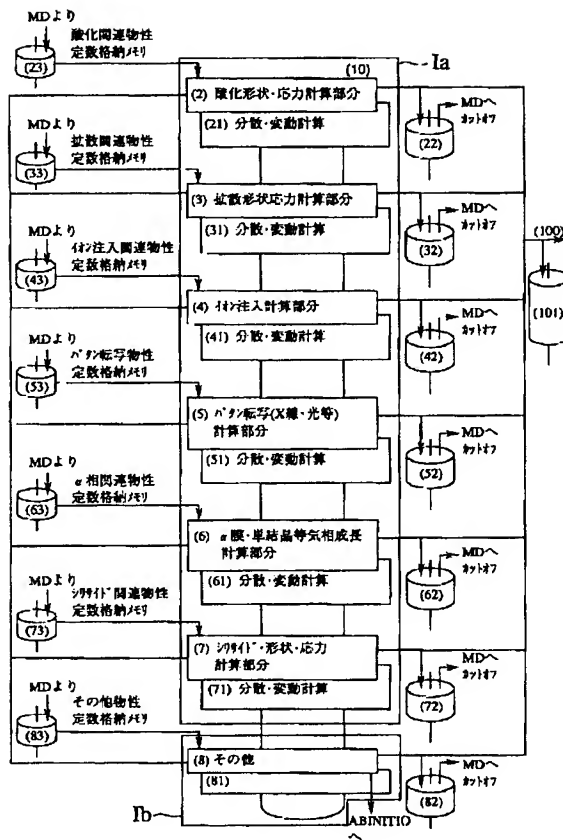 MDより
酸化関連物性
定数格納メモリ
(23)
(10)
Ia
(2) 酸化形状・応力計算部分
(21) 分散・変動計算
MDへ
カットオフ
(22)
MDより
拡散関連物性
定数格納メモリ
(33)
(3) 拡散形状応力計算部分
(31) 分散・変動計算
MDへ
カットオフ
(32)
(100)
(101)
MDより
イオン注入関連物性
定数格納メモリ
(43)
(4) イオン注入計算部分
(41) 分散・変動計算
MDへ
カットオフ
(42)
MDより
パタン転写物性
定数格納メモリ
(53)
(5) パタン転写(X線・光等)
計算部分
(51) 分散・変動計算
MDへ
カットオフ
(52)
MDより
α相関連物性
定数格納メモリ
(63)
(6) α膜・単結晶等気相成長
計算部分
(61) 分散・変動計算
MDへ
カットオフ
(62)
MDより
シリサイド関連物性
定数格納メモリ
(73)
(7) シリサイド・形状・応力
計算部分
(71) 分散・変動計算
MDへ
カットオフ
(72)
MDより
その他物性
定数格納メモリ
(83)
(8) その他
(81)
MDへ
カットオフ
(82)
Ib
ABINITIO
へ